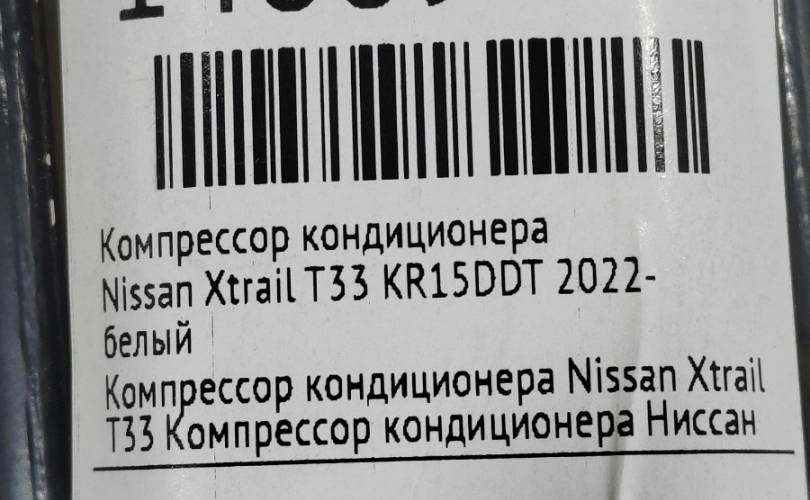 Компрессор кондиционера
Nissan Xtrail T33 KR15DDT 2022-
белый
Компрессор кондиционера Nissan Xtrail
T33 Компрессор кондиционера Ниссан